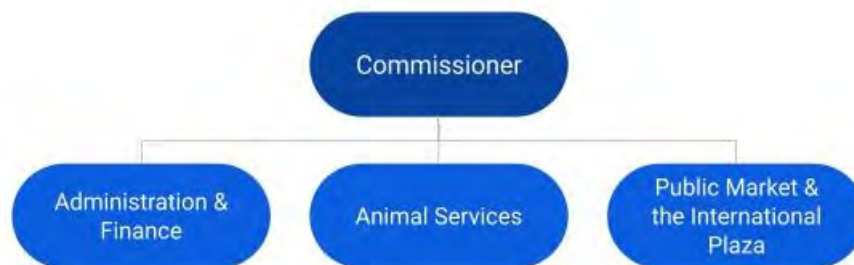 Commissioner
Administration &
Finance
Animal Services
Public Market &
the International
Plaza